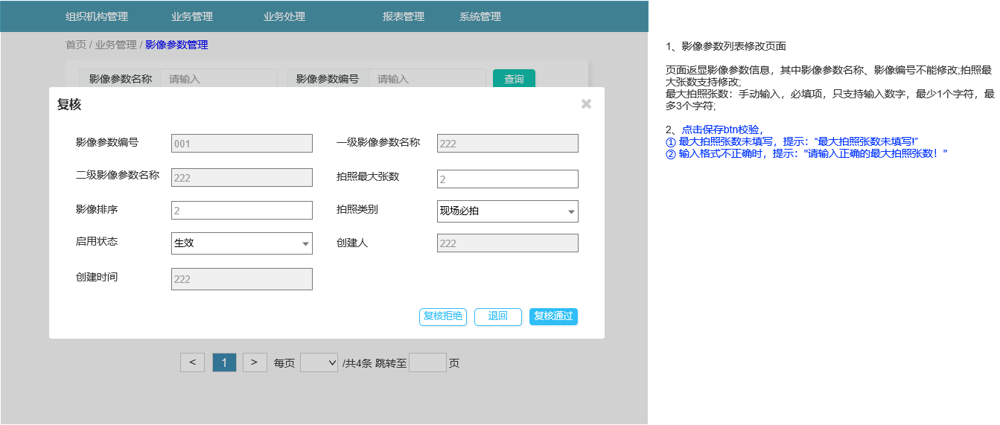 组织机构管理 业务管理 业务处理 报表管理 系统管理
首页 / 业务管理 / 影像参数管理
影像参数名称 请输入 影像参数编号 请输入 查询
复核
影像参数编号 001 一级影像参数名称 222
二级影像参数名称 222 拍照最大张数 2
影像排序 2 拍照类别 现场必拍
启用状态 生效 创建人 222
创建时间 222
复核拒绝 退回 复核通过
< 1 > 每页 /共4条 跳转至 页
1、影像参数列表修改页面
页面返显影像参数信息，其中影像参数名称、影像编号不能修改;拍照最
大张数支持修改;
最大拍照张数：手动输入，必填项，只支持输入数字，最少1个字符，最
多3个字符;
2、点击保存btn校验，
① 最大拍照张数未填写，提示：“最大拍照张数未填写!”
② 输入格式不正确时，提示："请输入正确的最大拍照张数！"